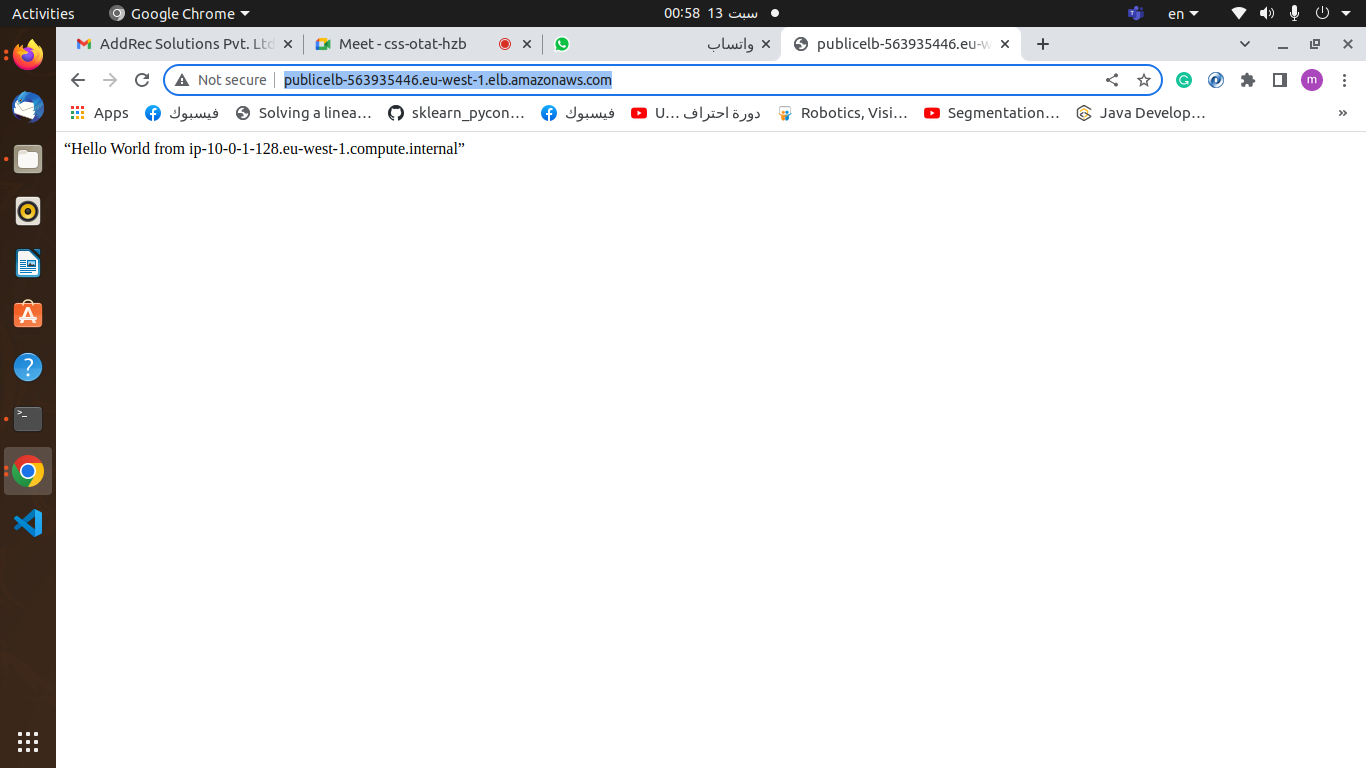 Activities Google Chrome 00:58 13 سبت en
AddRec Solutions Pvt. Ltd Meet - css-otat-hzb واتساب publicelb-563935446.eu-w
Not secure publicelb-563935446.eu-west-1.elb.amazonaws.com m
Apps فيسبوك Solving a linea… sklearn_pycon… فيسبوك U… دورة احتراف Robotics, Visi… Segmentation… Java Develop… »
“Hello World from ip-10-0-1-128.eu-west-1.compute.internal”